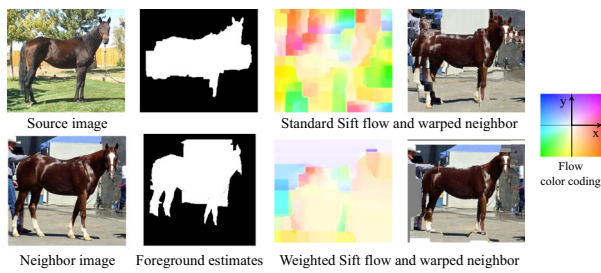 Source image
Standard Sift flow and warped neighbor
y
x
Flow
color coding
Neighbor image
Foreground estimates
Weighted Sift flow and warped neighbor